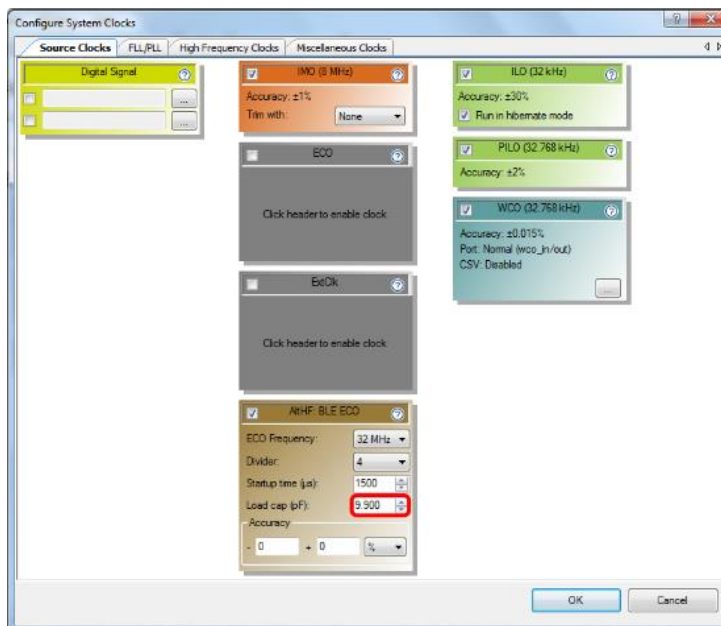 Configure System Clocks
Source Clocks
FLL/PLL
High Frequency Clocks
Miscellaneous Clocks
Digital Signal
...
...
IMO (8 MHz)
Accuracy: ±1%
Trim with: None
ECO
Click header to enable clock
ExtClk
Click header to enable clock
AltHF: BLE ECO
ECO Frequency: 32 MHz
Divider: 4
Startup time (µs): 1500
Load cap (pF): 9.900
Accuracy
- 0 + 0 %
ILO (32 kHz)
Accuracy: ±30%
Run in hibernate mode
PILO (32.768 kHz)
Accuracy: ±2%
WCO (32.768 kHz)
Accuracy: ±0.015%
Port: Normal (wco_in/out)
CSV: Disabled
...
OK
Cancel